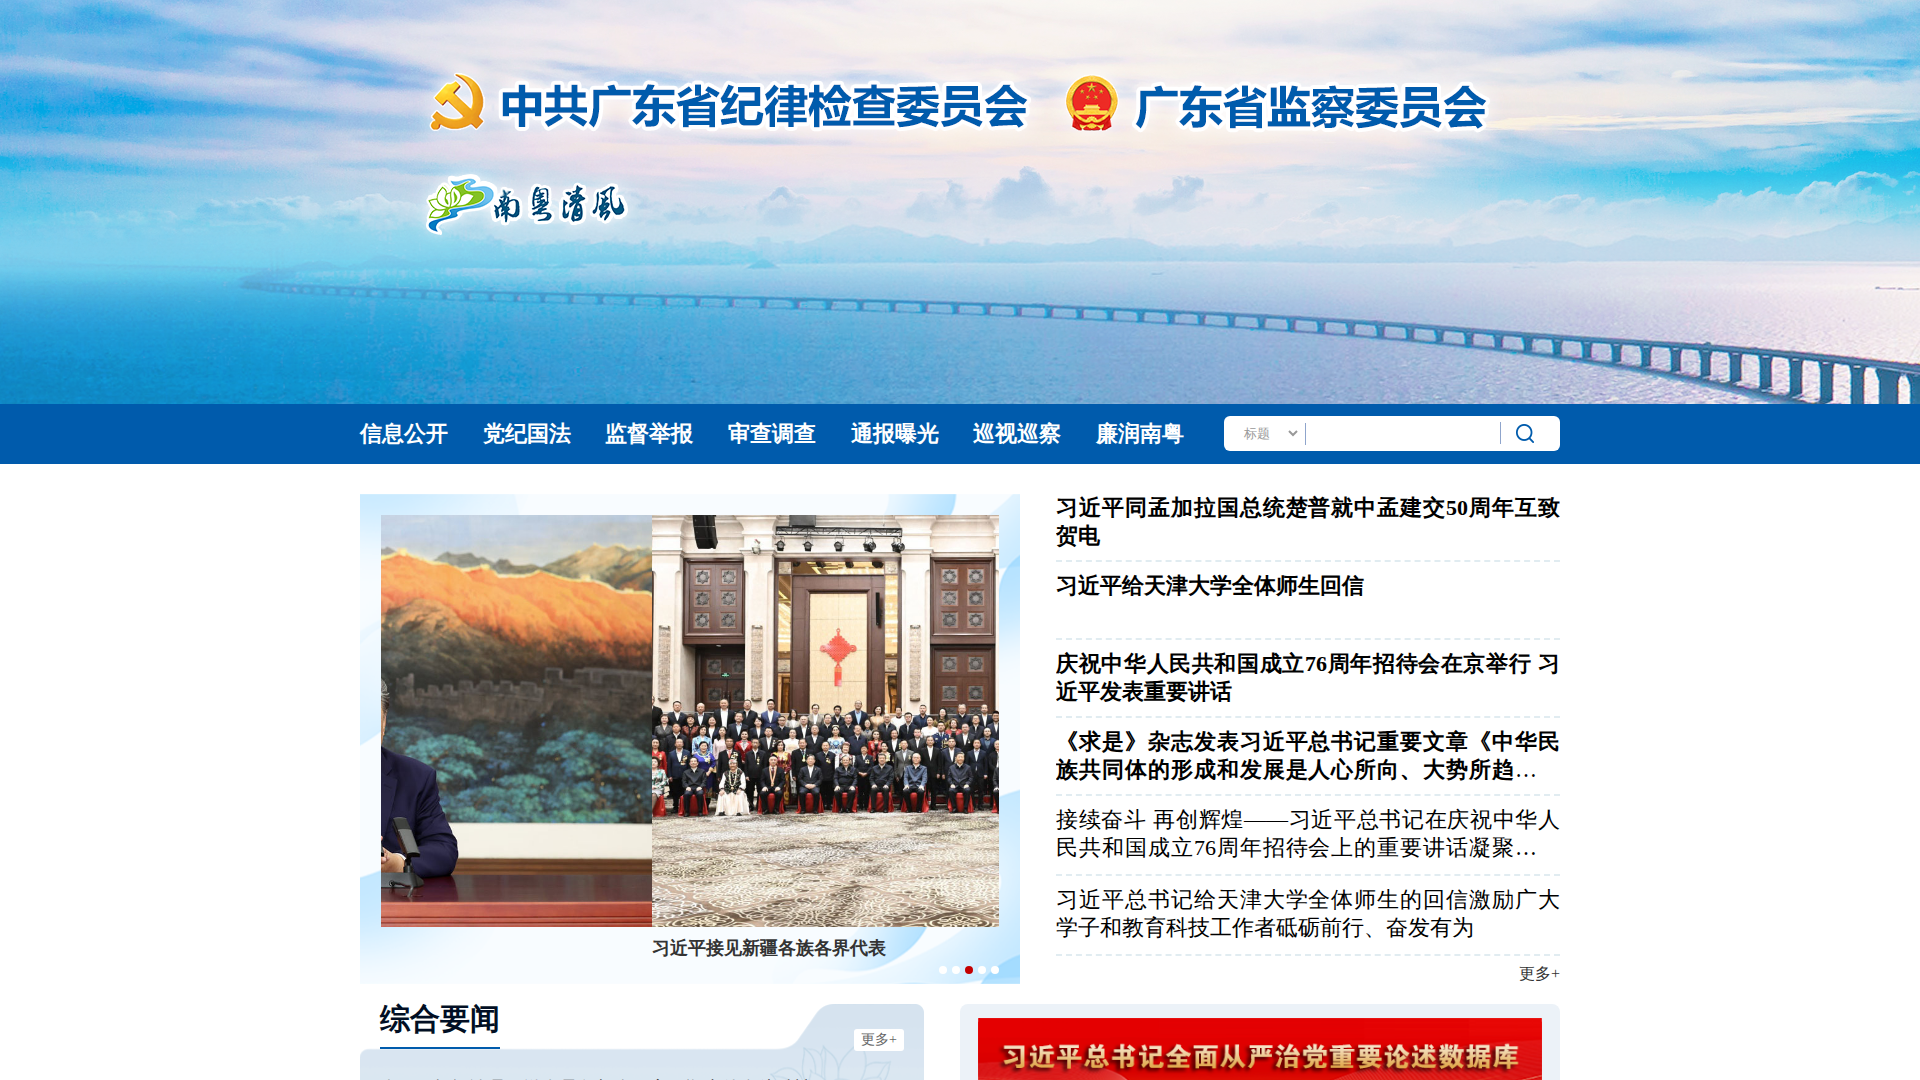 中共广东省纪律检查委员会 广东省监察委员会
南粤清风
信息公开 党纪国法 监督举报 审查调查 通报曝光 巡视巡察 廉润南粤 标题
习近平同孟加拉国总统楚普就中孟建交50周年互致
贺电
习近平给天津大学全体师生回信
庆祝中华人民共和国成立76周年招待会在京举行 习
近平发表重要讲话
《求是》杂志发表习近平总书记重要文章《中华民
族共同体的形成和发展是人心所向、大势所趋…
接续奋斗 再创辉煌——习近平总书记在庆祝中华人
民共和国成立76周年招待会上的重要讲话凝聚…
习近平总书记给天津大学全体师生的回信激励广大
学子和教育科技工作者砥砺前行、奋发有为
更多+
习近平接见新疆各族各界代表
综合要闻
更多+
习近平总书记全面从严治党重要论述数据库